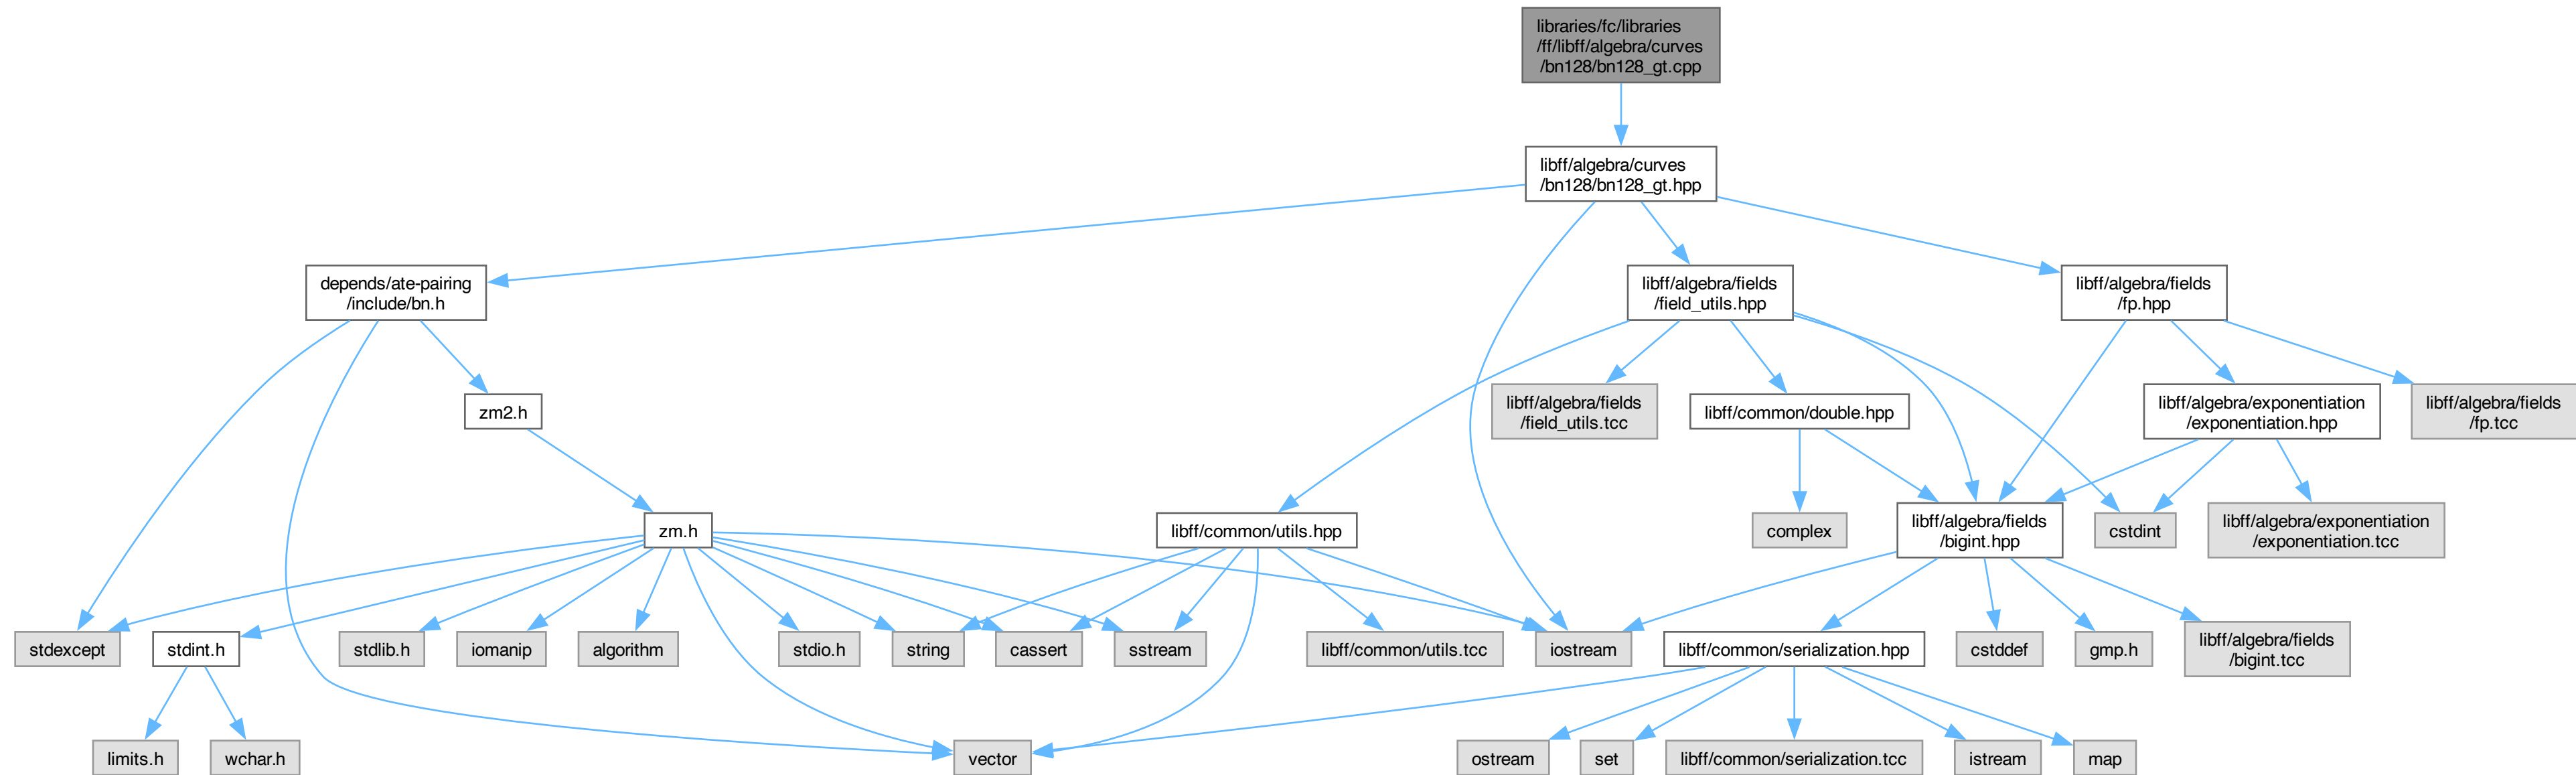 libraries/fc/libraries
/ff/libff/algebra/curves
/bn128/bn128_gt.cpp
libff/algebra/curves
/bn128/bn128_gt.hpp
depends/ate-pairing
/include/bn.h
libff/algebra/fields
/field_utils.hpp
libff/algebra/fields
/fp.hpp
zm2.h
libff/algebra/fields
/field_utils.tcc
libff/common/double.hpp
libff/algebra/exponentiation
/exponentiation.hpp
libff/algebra/fields
/fp.tcc
zm.h
libff/common/utils.hpp
complex
libff/algebra/fields
/bigint.hpp
cstdint
libff/algebra/exponentiation
/exponentiation.tcc
stdexcept
stdint.h
stdlib.h
iomanip
algorithm
stdio.h
string
cassert
sstream
libff/common/utils.tcc
iostream
libff/common/serialization.hpp
cstddef
gmp.h
libff/algebra/fields
/bigint.tcc
limits.h
wchar.h
vector
ostream
set
libff/common/serialization.tcc
istream
map